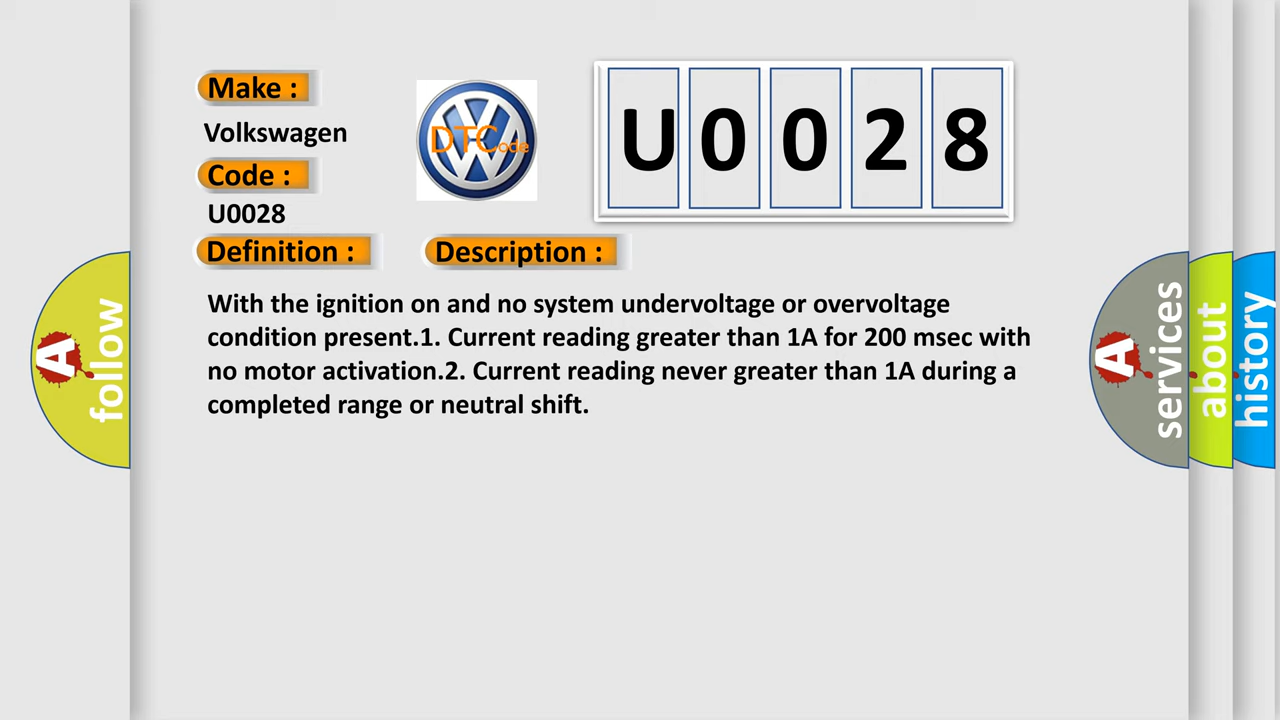 Make :
Volkswagen
Code :
U0028
Definition :
Description :
DTCode
U0028
With the ignition on and no system undervoltage or overvoltage
condition present.1. Current reading greater than 1A for 200 msec with
no motor activation.2. Current reading never greater than 1A during a
completed range or neutral shift.
A
follow
A
services
about
history